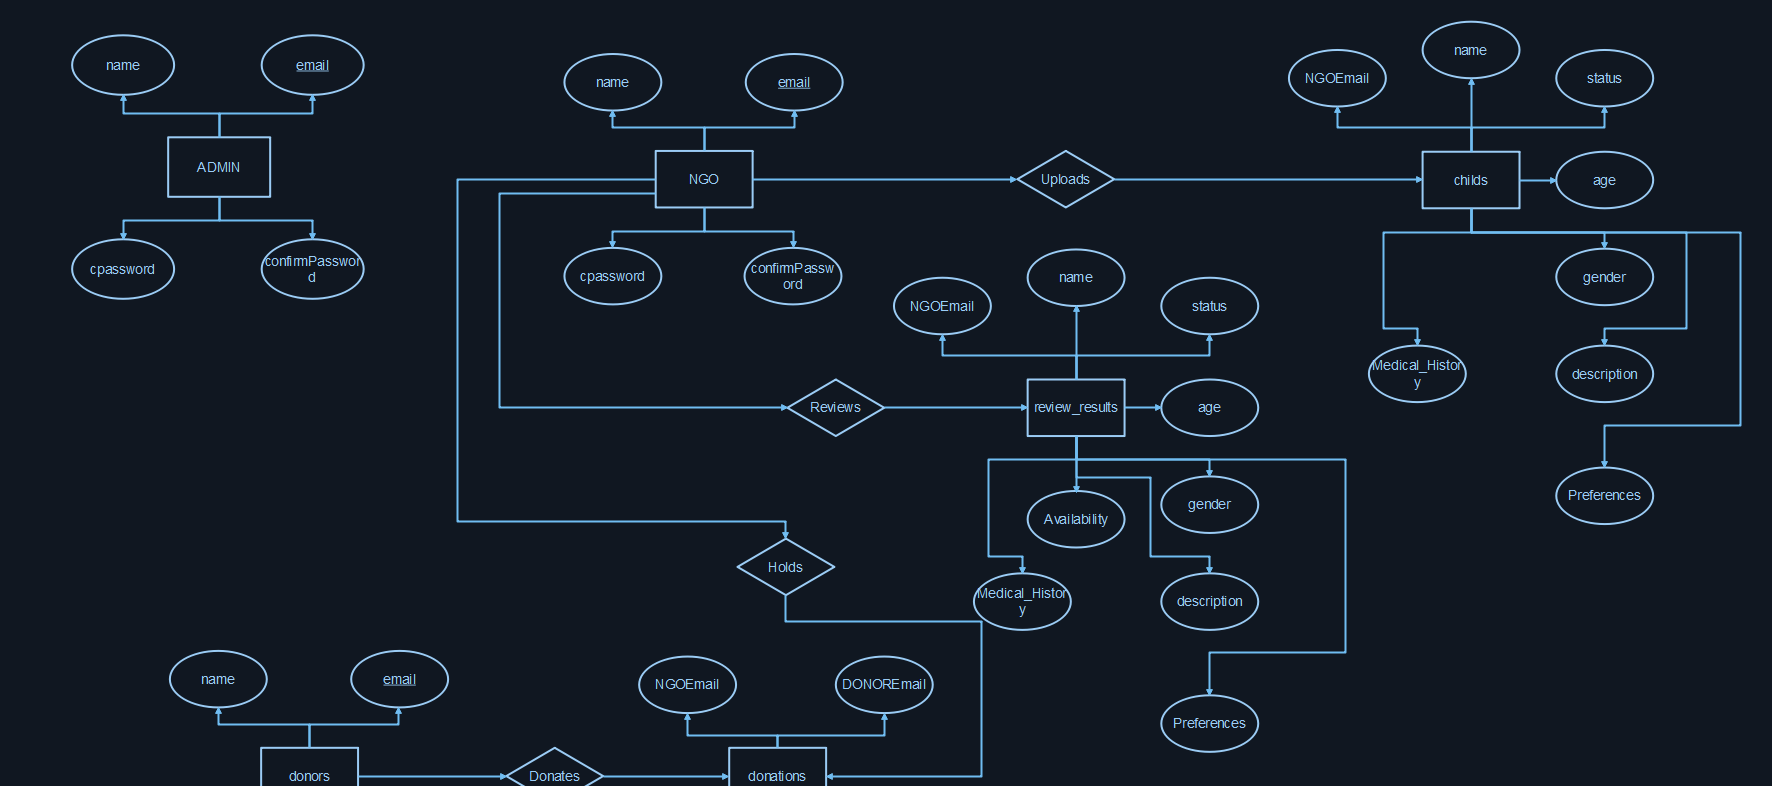 name
email
ADMIN
cpassword
confirmPasswor
d
name
email
NGO
cpassword
confirmPassw
ord
Uploads
NGOEmail
name
status
childs
age
gender
Medical_Histor
y
description
Preferences
NGOEmail
name
status
Reviews
review_results
age
Availability
gender
Medical_Histor
y
description
Preferences
Holds
name
email
donors
Donates
NGOEmail
DONOREmail
donations